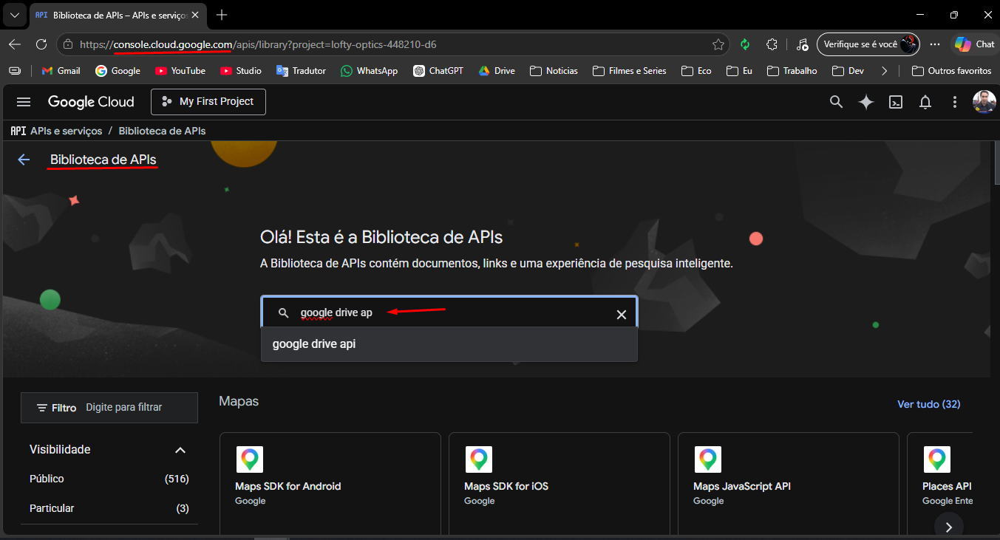 API Biblioteca de APIs – APIs e serviços
https://console.cloud.google.com/apis/library?project=lofty-optics-448210-d6
Verifique se é você
Chat
Gmail Google YouTube Studio Tradutor WhatsApp ChatGPT Drive Noticias Filmes e Series Eco Eu Trabalho Dev Outros favoritos
Google Cloud My First Project
API APIs e serviços / Biblioteca de APIs
Biblioteca de APIs
Olá! Esta é a Biblioteca de APIs
A Biblioteca de APIs contém documentos, links e uma experiência de pesquisa inteligente.
google drive ap
google drive api
Filtro Digite para filtrar
Visibilidade
Público (516)
Particular (3)
Mapas
Ver tudo (32)
Maps SDK for Android
Google
Maps SDK for iOS
Google
Maps JavaScript API
Google
Places API
Google Ente